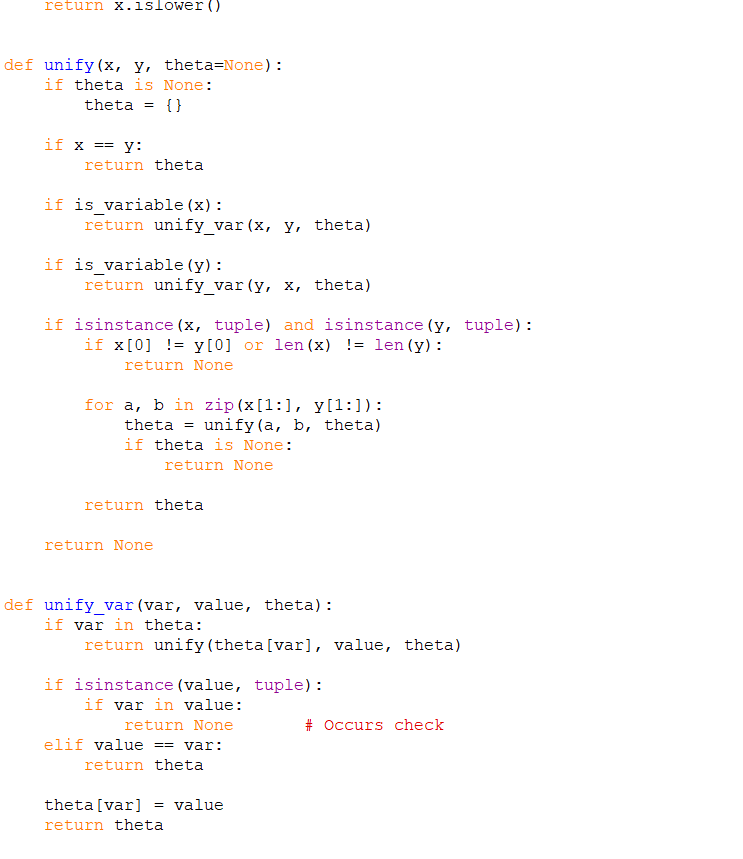 return x.islower()
def unify(x, y, theta=None):
    if theta is None:
        theta = {}
    if x == y:
        return theta
    if is_variable(x):
        return unify_var(x, y, theta)
    if is_variable(y):
        return unify_var(y, x, theta)
    if isinstance(x, tuple) and isinstance(y, tuple):
        if x[0] != y[0] or len(x) != len(y):
            return None
        for a, b in zip(x[1:], y[1:]):
            theta = unify(a, b, theta)
            if theta is None:
                return None
        return theta
    return None
def unify_var(var, value, theta):
    if var in theta:
        return unify(theta[var], value, theta)
    if isinstance(value, tuple):
        if var in value:
            return None       # Occurs check
    elif value == var:
        return theta
    theta[var] = value
    return theta